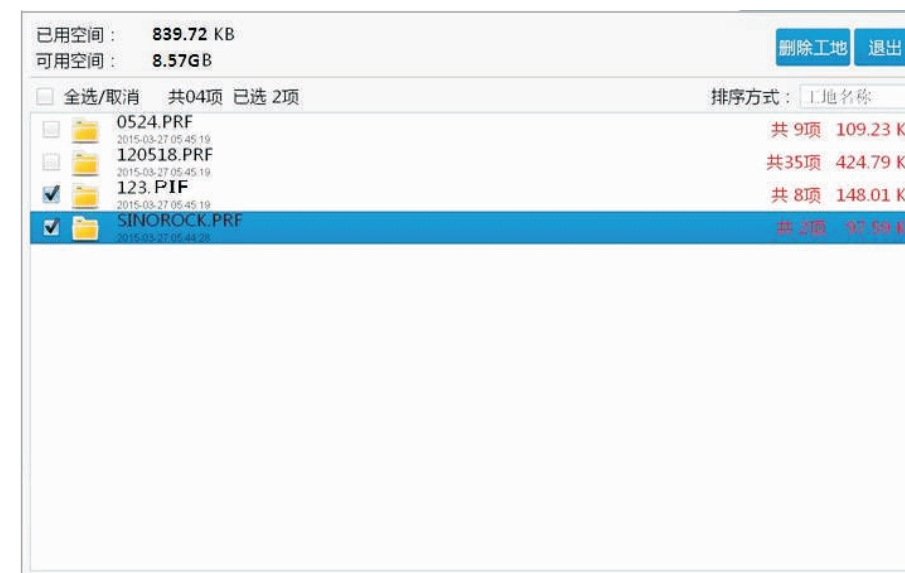 已用空间： 839.72 KB
可用空间： 8.57GB
删除工地 退出
全选/取消 共04项 已选 2项 排序方式： 工地名称
0524.PRF 共 9项 109.23 K
2015-03-27 05:45:19
120518.PRF 共35项 424.79 K
2015-03-27 05:45:19
123. PIF 共 8项 148.01 K
2015-03-27 05:45:19
SINOROCK.PRF 共 2项 97.59 K
2015-03-27 05:44:28